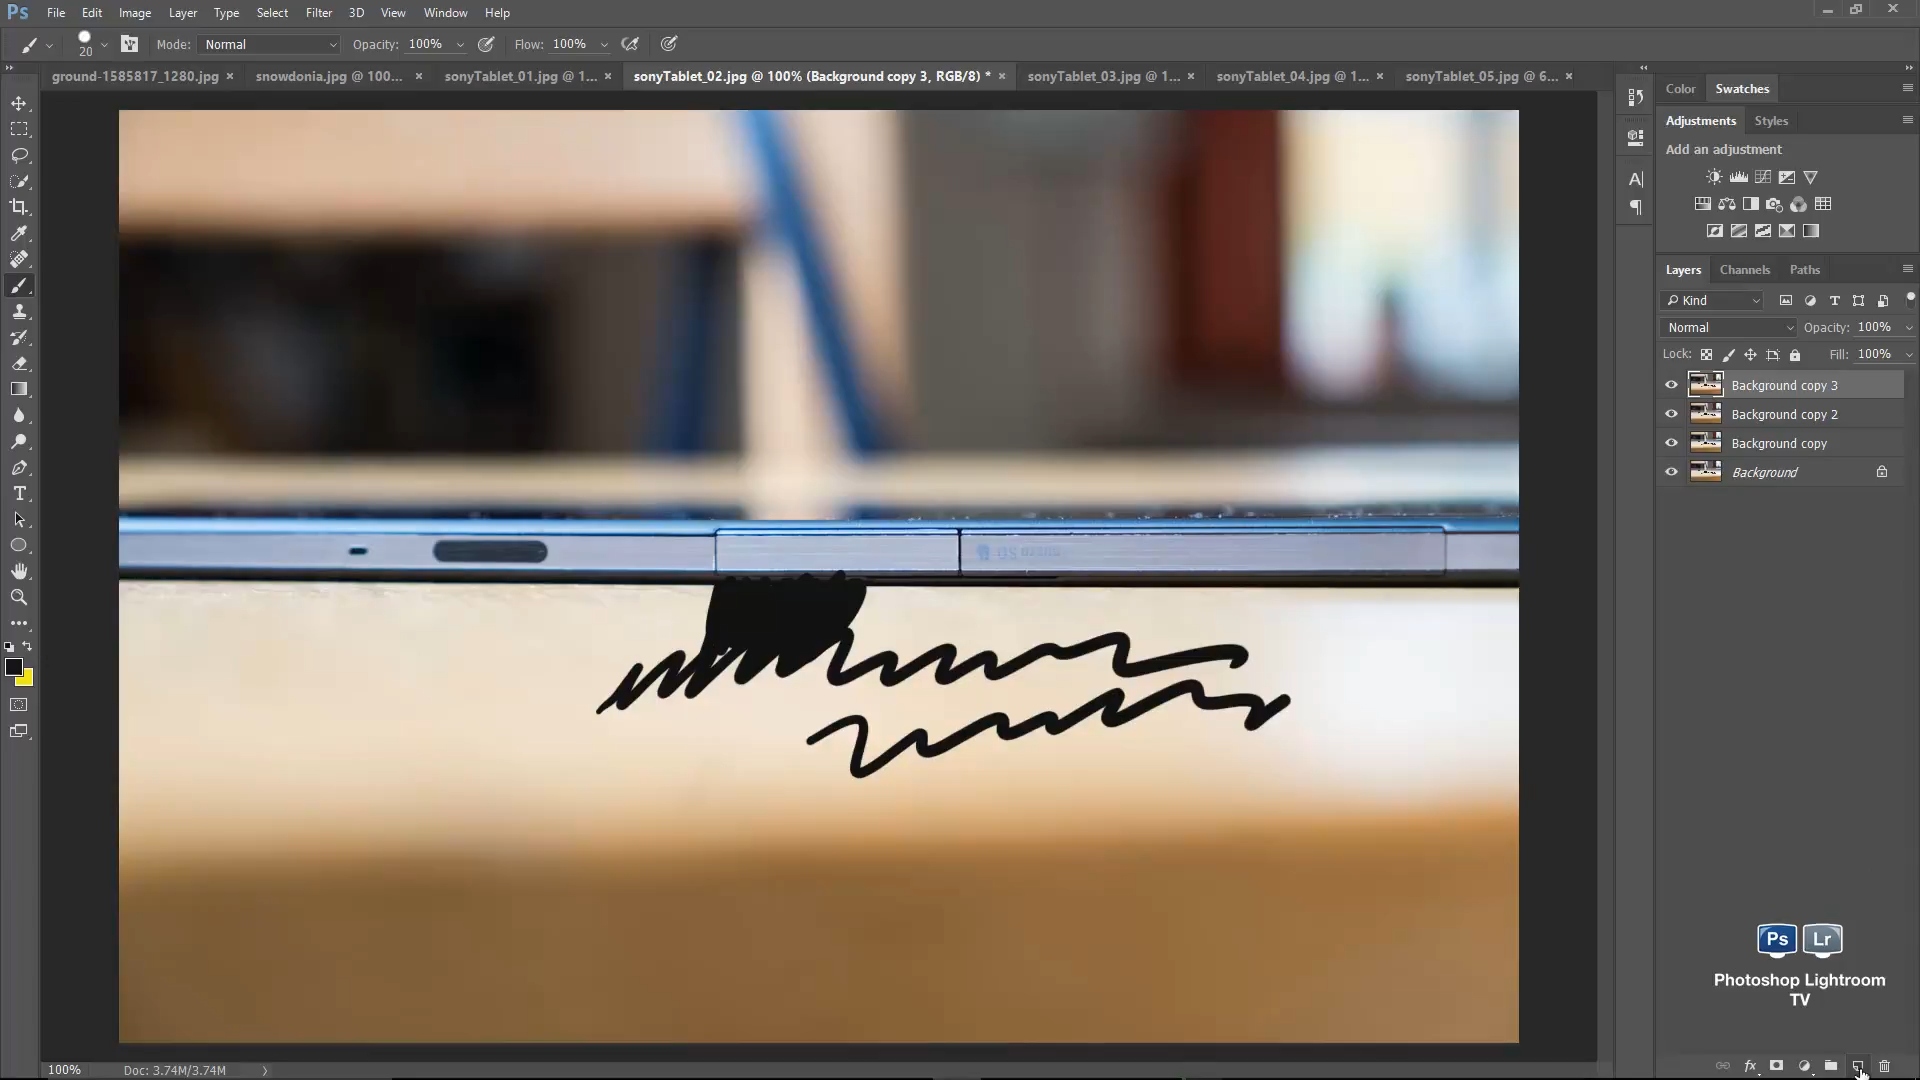 Ps File Edit Image Layer Type Select Filter 3D View Window Help
20 Mode: Normal Opacity: 100% Flow: 100%
ground-1585817_1280.jpg × snowdonia.jpg @ 100... × sonyTablet_01.jpg @ 1... × sonyTablet_02.jpg @ 100% (Background copy 3, RGB/8) * × sonyTablet_03.jpg @ 1... × sonyTablet_04.jpg @ 1... × sonyTablet_05.jpg @ 6... ×
Color Swatches
Adjustments Styles
Add an adjustment
Layers Channels Paths
Kind
Normal Opacity: 100%
Lock: Fill: 100%
Background copy 3
Background copy 2
Background copy
Background
Ps Lr
Photoshop Lightroom
TV
100% Doc: 3.74M/3.74M